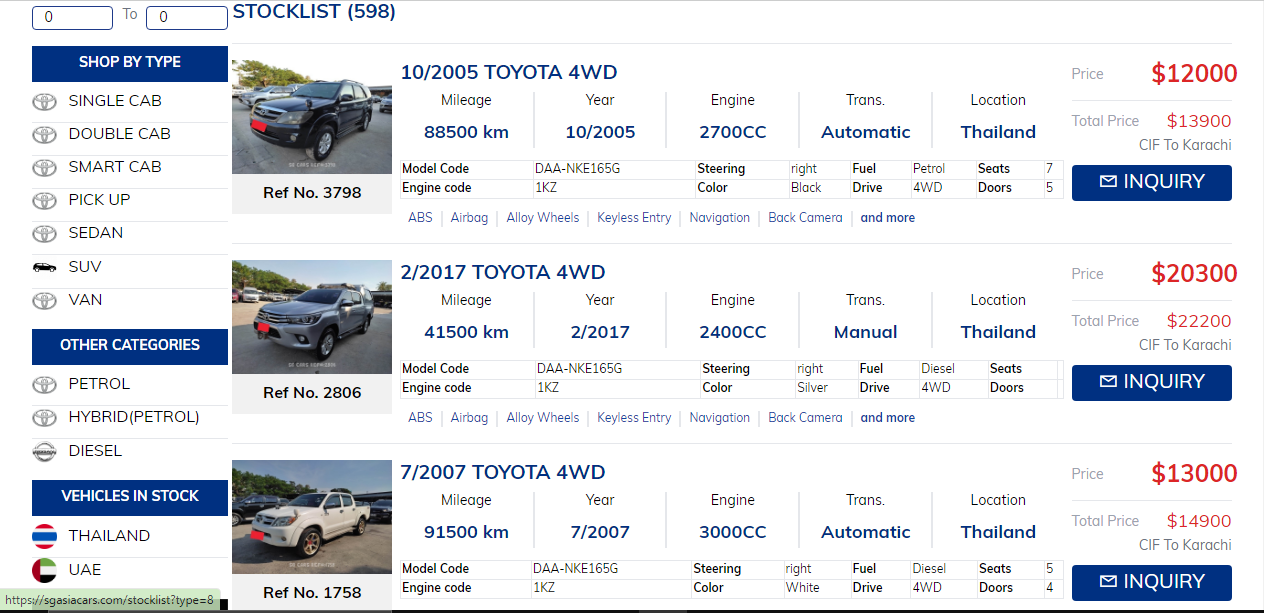 0 To 0
STOCKLIST (598)
SHOP BY TYPE
SINGLE CAB
DOUBLE CAB
SMART CAB
PICK UP
SEDAN
SUV
VAN
OTHER CATEGORIES
PETROL
HYBRID(PETROL)
DIESEL
VEHICLES IN STOCK
THAILAND
UAE
https://sgasiacars.com/stocklist?type=8
Ref No. 3798
10/2005 TOYOTA 4WD
Mileage Year Engine Trans. Location
88500 km 10/2005 2700CC Automatic Thailand
Model Code DAA-NKE165G Steering right Fuel Petrol Seats 7
Engine code 1KZ Color Black Drive 4WD Doors 5
ABS Airbag Alloy Wheels Keyless Entry Navigation Back Camera and more
Price $12000
Total Price $13900
CIF To Karachi
INQUIRY
Ref No. 2806
2/2017 TOYOTA 4WD
Mileage Year Engine Trans. Location
41500 km 2/2017 2400CC Manual Thailand
Model Code DAA-NKE165G Steering right Fuel Diesel Seats
Engine code 1KZ Color Silver Drive 4WD Doors
ABS Airbag Alloy Wheels Keyless Entry Navigation Back Camera and more
Price $20300
Total Price $22200
CIF To Karachi
INQUIRY
Ref No. 1758
7/2007 TOYOTA 4WD
Mileage Year Engine Trans. Location
91500 km 7/2007 3000CC Automatic Thailand
Model Code DAA-NKE165G Steering right Fuel Diesel Seats 5
Engine code 1KZ Color White Drive 4WD Doors 4
Price $13000
Total Price $14900
CIF To Karachi
INQUIRY